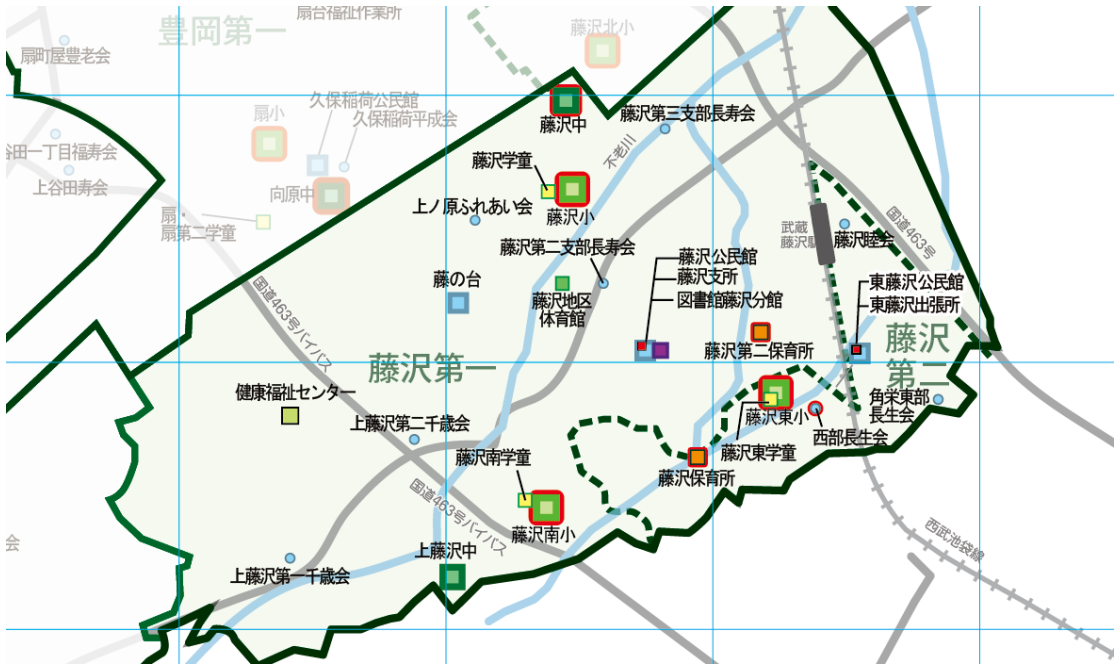 扇台福祉作業所
豊岡第一
藤沢北小
扇町屋豊老会
久保稲荷公民館
扇小
久保稲荷平成会
藤沢中
藤沢第三支部長寿会
不老川
谷田一丁目福寿会
藤沢学童
上谷田寿会
向原中
上ノ原ふれあい会
藤沢小
扇・
扇第二学童
国道463号
武蔵
藤沢駅
藤沢睦会
藤沢第二支部長寿会
藤沢公民館
藤沢支所
図書館藤沢分館
藤の台
藤沢地区
体育館
東藤沢公民館
東藤沢出張所
国道463号バイパス
藤沢第二保育所
藤沢
第二
藤沢第一
健康福祉センター
角栄東部
長生会
藤沢東小
上藤沢第二千歳会
西部長生会
藤沢東学童
藤沢南学童
藤沢保育所
国道463号バイパス
藤沢南小
西武池袋線
会
上藤沢中
上藤沢第一千歳会